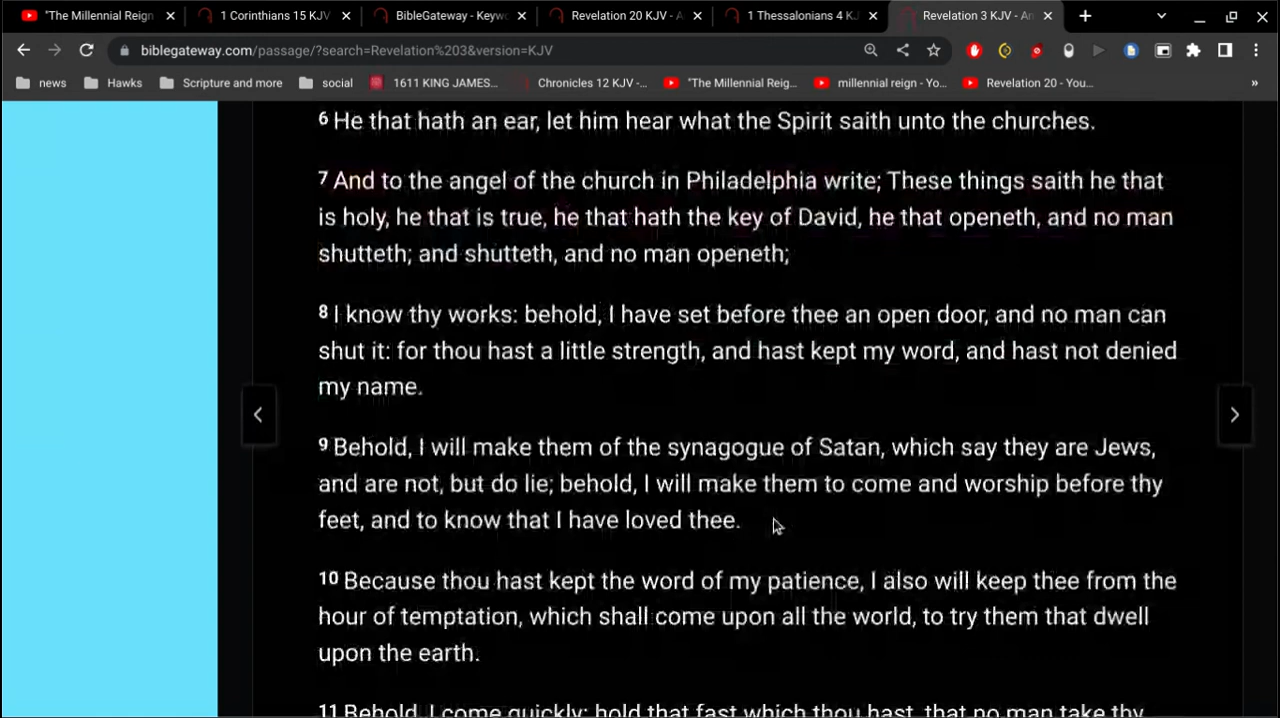 "The Millennial Reign
1 Corinthians 15 KJV
BibleGateway - Keywo
Revelation 20 KJV - A
1 Thessalonians 4 KJ
Revelation 3 KJV - An
biblegateway.com/passage/?search=Revelation%203&version=KJV
news
Hawks
Scripture and more
social
1611 KING JAMES...
Chronicles 12 KJV -...
"The Millennial Reig...
millennial reign - Yo...
Revelation 20 - You...
6 He that hath an ear, let him hear what the Spirit saith unto the churches.
7 And to the angel of the church in Philadelphia write; These things saith he that
is holy, he that is true, he that hath the key of David, he that openeth, and no man
shutteth; and shutteth, and no man openeth;
8 I know thy works: behold, I have set before thee an open door, and no man can
shut it: for thou hast a little strength, and hast kept my word, and hast not denied
my name.
9 Behold, I will make them of the synagogue of Satan, which say they are Jews,
and are not, but do lie; behold, I will make them to come and worship before thy
feet, and to know that I have loved thee.
10 Because thou hast kept the word of my patience, I also will keep thee from the
hour of temptation, which shall come upon all the world, to try them that dwell
upon the earth.
11 Behold, I come quickly: hold that fast which thou hast, that no man take thy